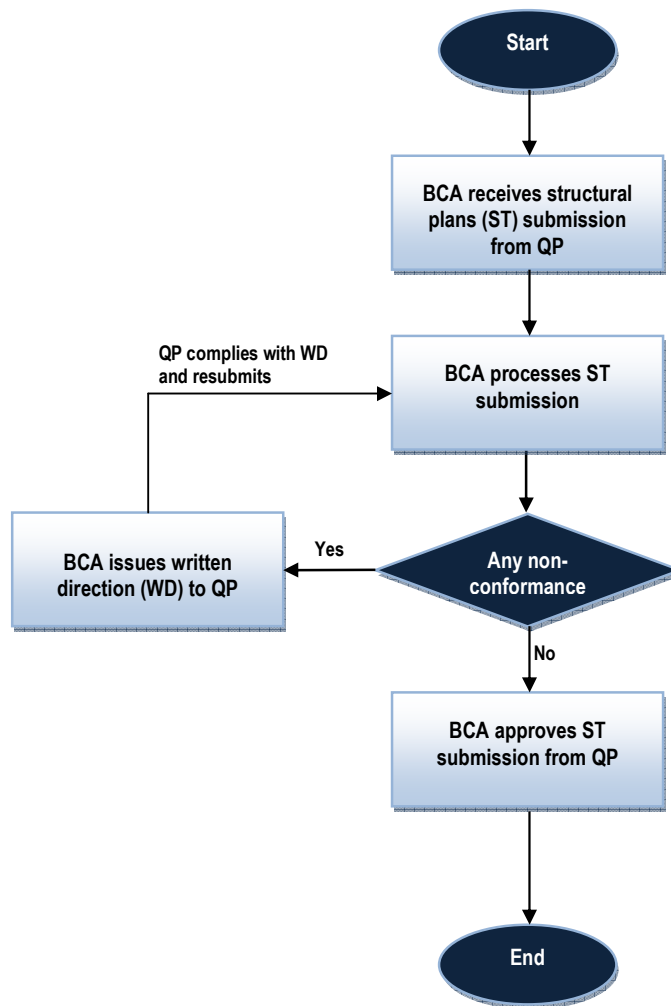 Start
BCA receives structural
plans (ST) submission
from QP
QP complies with WD
and resubmits
BCA processes ST
submission
BCA issues written
direction (WD) to QP
Yes
Any non-
conformance
No
BCA approves ST
submission from QP
End